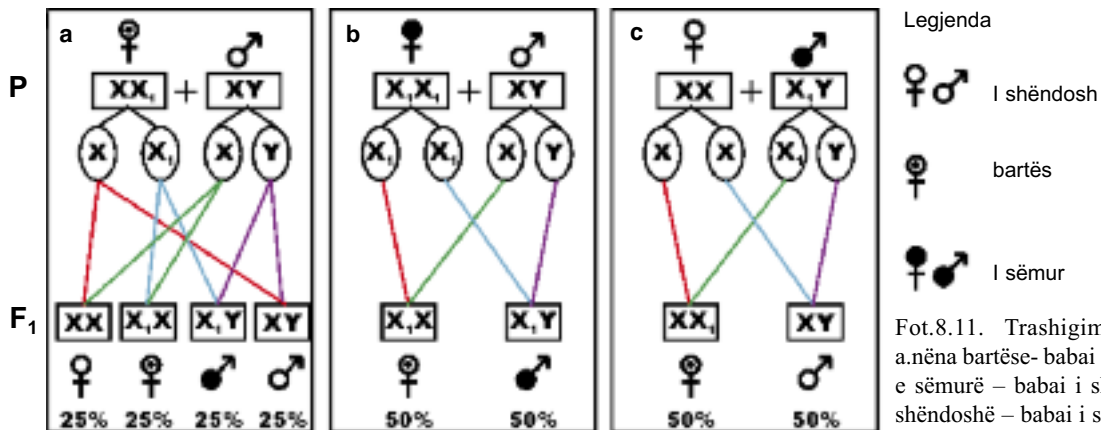 a b c
Legjenda
P
XX₁ + XY X₁X₁ + XY XX + X₁Y
I shëndosh
X X₁ X Y X₁ X₁ X Y X X X₁ Y
bartës
I sëmur
F₁
XX X₁X X₁Y XY X₁X X₁Y XX₁ XY
25% 25% 25% 25% 50% 50% 50% 50%
Fot.8.11. Trashigim
a.nëna bartëse- babai
e sëmurë – babai i s
shëndoshë – babai i s